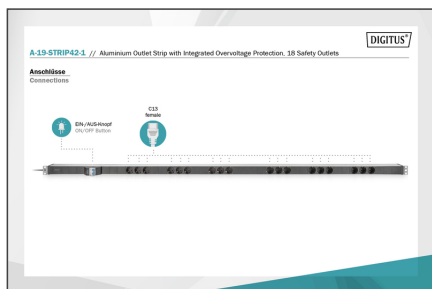 DIGITUS®
A-19-STRIP42-1 // Aluminium Outlet Strip with Integrated Overvoltage Protection, 18 Safety Outlets
Anschlüsse
Connections
C13
female
EIN-/AUS-Knopf
ON/OFF Button